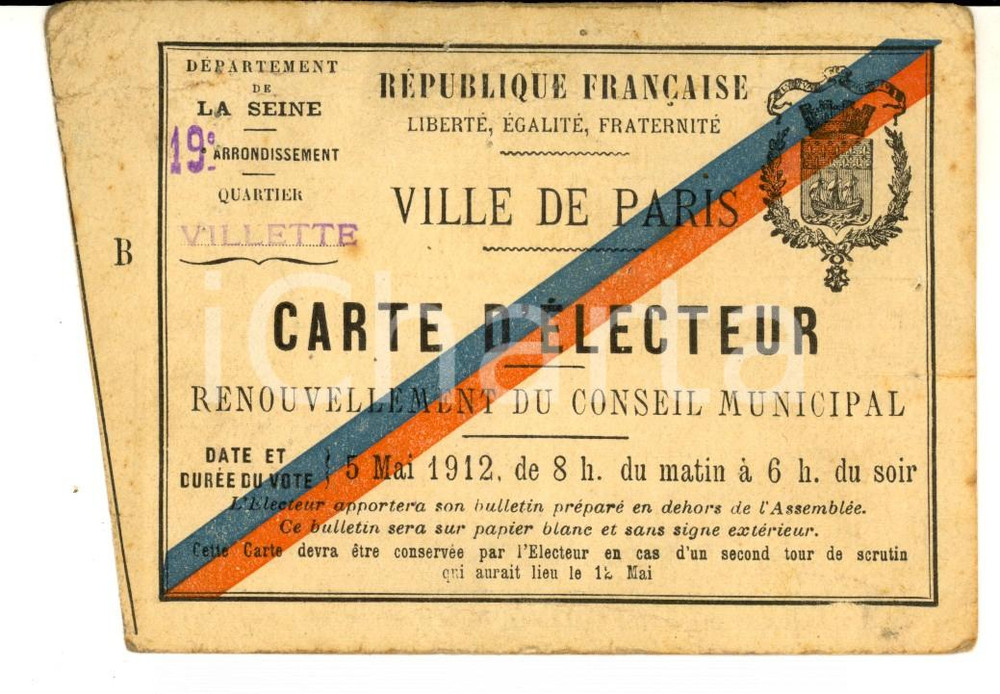 DÉPARTEMENT
DE
LA SEINE
19e ARRONDISSEMENT
QUARTIER
VILLETTE
B
RÉPUBLIQUE FRANÇAISE
LIBERTÉ, ÉGALITÉ, FRATERNITÉ
VILLE DE PARIS
CARTE D'ÉLECTEUR
RENOUVELLEMENT DU CONSEIL MUNICIPAL
DATE ET
DURÉE DU VOTE
5 Mai 1912, de 8 h. du matin à 6 h. du soir
L'Electeur apportera son bulletin préparé en dehors de l'Assemblée.
Ce bulletin sera sur papier blanc et sans signe extérieur.
Cette Carte devra être conservée par l'Electeur en cas d'un second tour de scrutin
qui aurait lieu le 12 Mai
iCharta